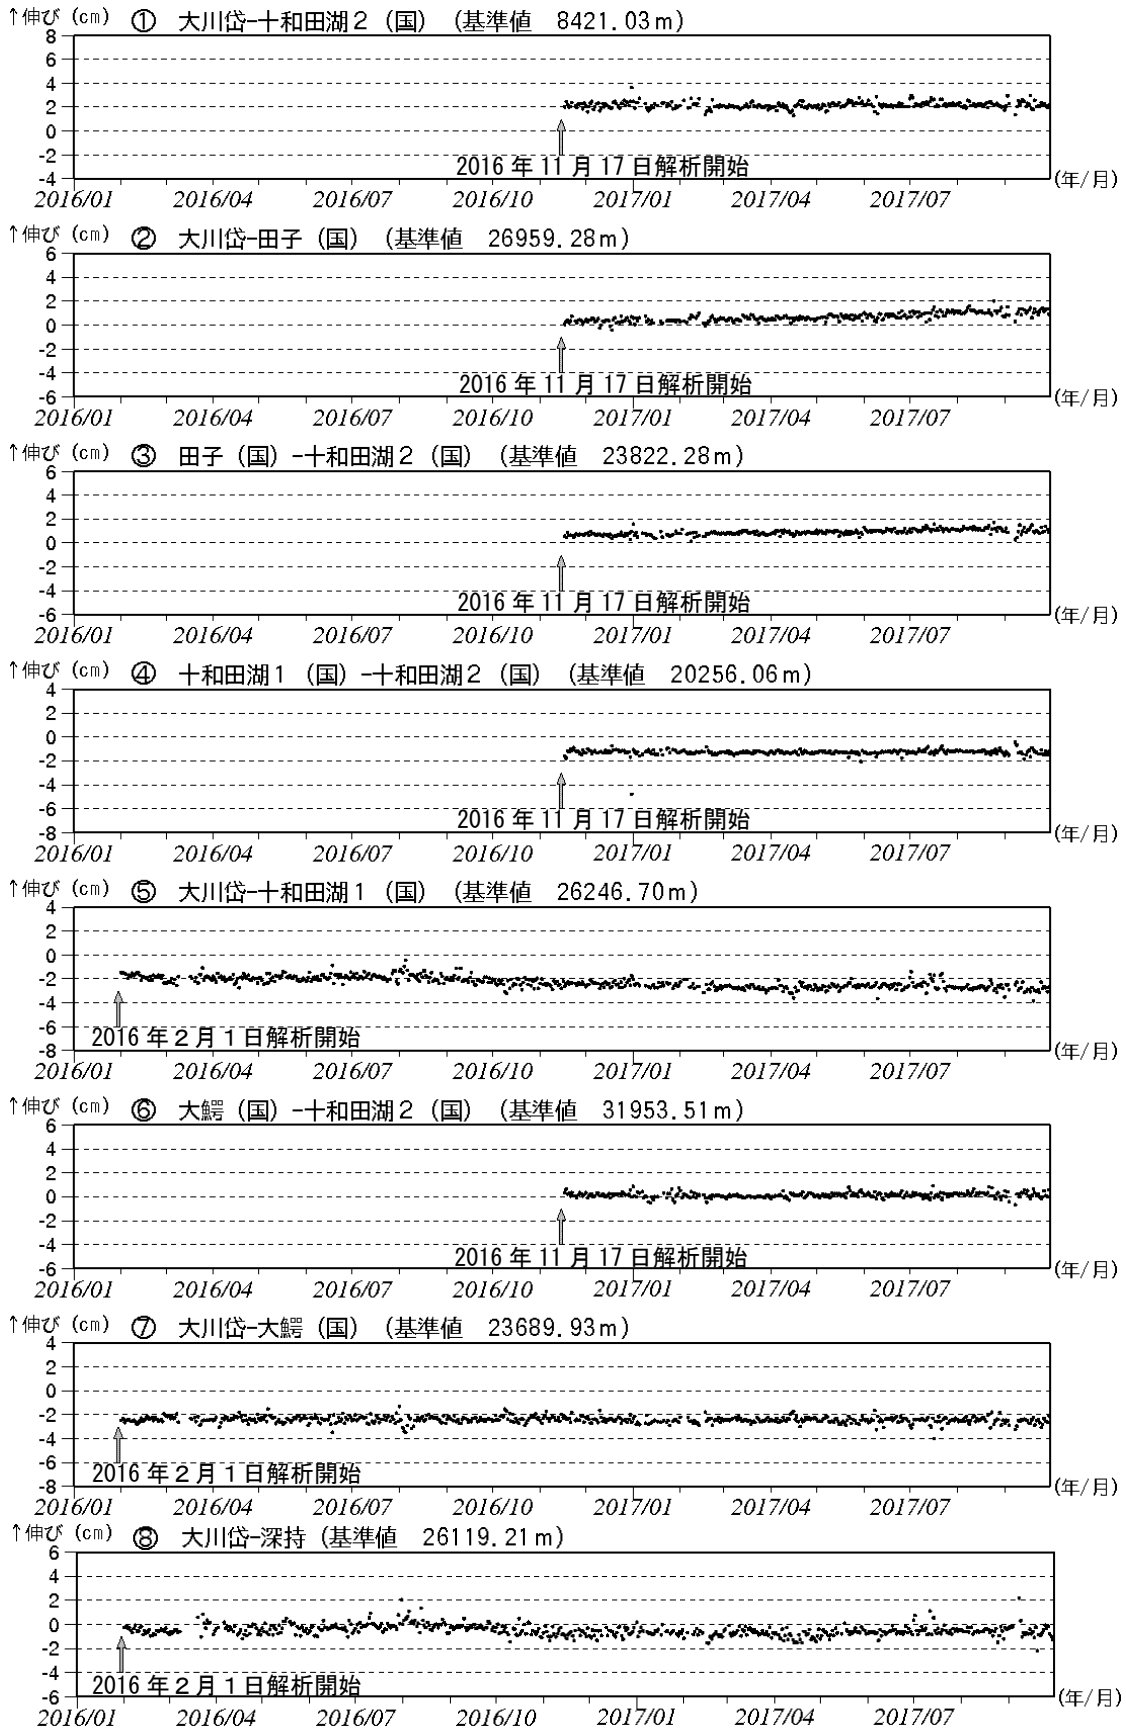 ↑伸び（cm） ① 大川岱-十和田湖２（国）（基準値 8421.03m）
8
6
4
2
0
-2
-4
2016年11月17日解析開始
2016/01 2016/04 2016/07 2016/10 2017/01 2017/04 2017/07 (年/月)
↑伸び（cm） ② 大川岱-田子（国）（基準値 26959.28m）
6
4
2
0
-2
-4
-6
2016年11月17日解析開始
2016/01 2016/04 2016/07 2016/10 2017/01 2017/04 2017/07 (年/月)
↑伸び（cm） ③ 田子（国）-十和田湖２（国）（基準値 23822.28m）
6
4
2
0
-2
-4
-6
2016年11月17日解析開始
2016/01 2016/04 2016/07 2016/10 2017/01 2017/04 2017/07 (年/月)
↑伸び（cm） ④ 十和田湖１（国）-十和田湖２（国）（基準値 20256.06m）
4
2
0
-2
-4
-6
-8
2016年11月17日解析開始
2016/01 2016/04 2016/07 2016/10 2017/01 2017/04 2017/07 (年/月)
↑伸び（cm） ⑤ 大川岱-十和田湖１（国）（基準値 26246.70m）
4
2
0
-2
-4
-6
-8
2016年２月１日解析開始
2016/01 2016/04 2016/07 2016/10 2017/01 2017/04 2017/07 (年/月)
↑伸び（cm） ⑥ 大鰐（国）-十和田湖２（国）（基準値 31953.51m）
6
4
2
0
-2
-4
-6
2016年11月17日解析開始
2016/01 2016/04 2016/07 2016/10 2017/01 2017/04 2017/07 (年/月)
↑伸び（cm） ⑦ 大川岱-大鰐（国）（基準値 23689.93m）
4
2
0
-2
-4
-6
-8
2016年２月１日解析開始
2016/01 2016/04 2016/07 2016/10 2017/01 2017/04 2017/07 (年/月)
↑伸び（cm） ⑧ 大川岱-深持（基準値 26119.21m）
6
4
2
0
-2
-4
-6
2016年２月１日解析開始
2016/01 2016/04 2016/07 2016/10 2017/01 2017/04 2017/07 (年/月)